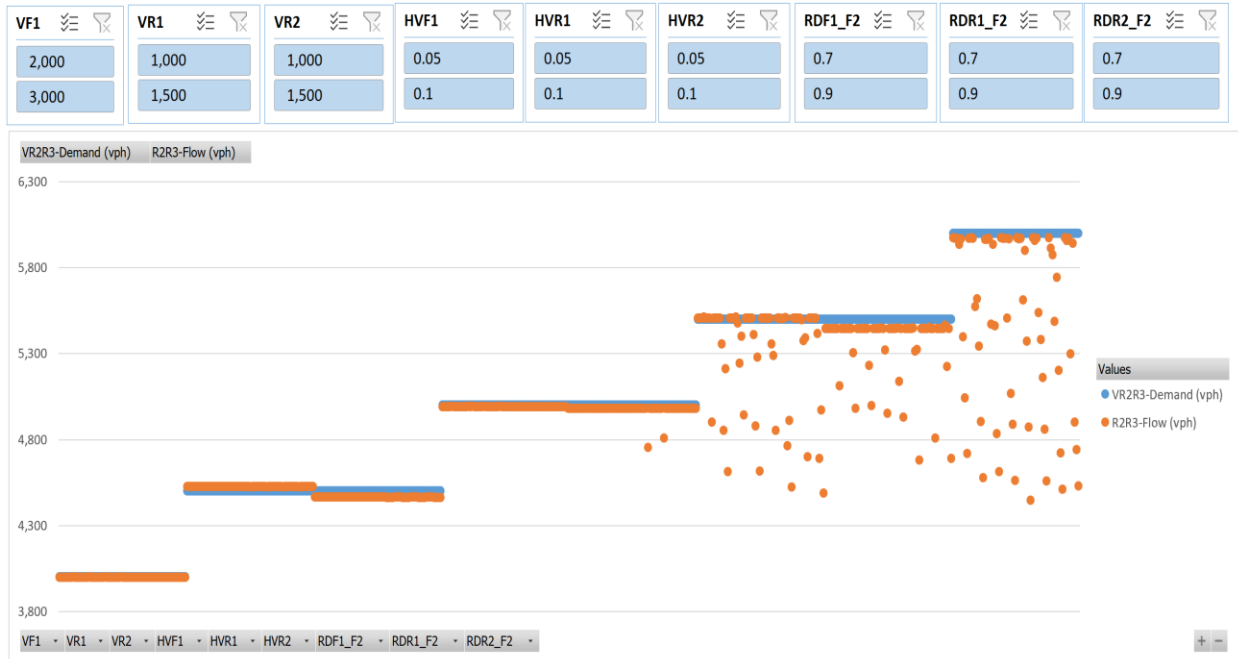 VF1 VR1 VR2 HVF1 HVR1 HVR2 RDF1_F2 RDR1_F2 RDR2_F2
2,000 1,000 1,000 0.05 0.05 0.05 0.7 0.7 0.7
3,000 1,500 1,500 0.1 0.1 0.1 0.9 0.9 0.9
VR2R3-Demand (vph) R2R3-Flow (vph)
6,300
5,800
5,300
Values
VR2R3-Demand (vph)
R2R3-Flow (vph)
4,800
4,300
3,800
VF1 VR1 VR2 HVF1 HVR1 HVR2 RDF1_F2 RDR1_F2 RDR2_F2 + −